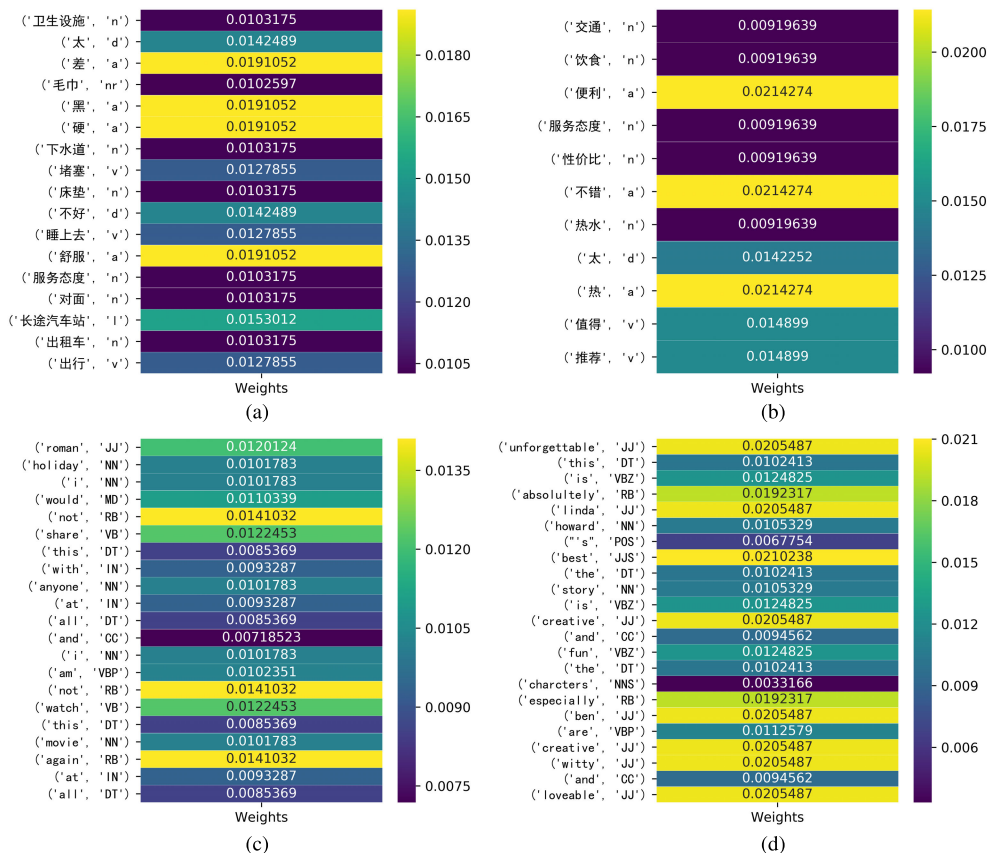 ('卫生设施', 'n') 0.0103175
('太', 'd') 0.0142489
('差', 'a') 0.0191052
('毛巾', 'nr') 0.0102597
('黑', 'a') 0.0191052
('硬', 'a') 0.0191052
('下水道', 'n') 0.0103175
('堵塞', 'v') 0.0127855
('床垫', 'n') 0.0103175
('不好', 'd') 0.0142489
('睡上去', 'v') 0.0127855
('舒服', 'a') 0.0191052
('服务态度', 'n') 0.0103175
('对面', 'n') 0.0103175
('长途汽车站', 'l') 0.0153012
('出租车', 'n') 0.0103175
('出行', 'v') 0.0127855
Weights
0.0180
0.0165
0.0150
0.0135
0.0120
0.0105
(a)
('交通', 'n') 0.00919639
('饮食', 'n') 0.00919639
('便利', 'a') 0.0214274
('服务态度', 'n') 0.00919639
('性价比', 'n') 0.00919639
('不错', 'a') 0.0214274
('热水', 'n') 0.00919639
('太', 'd') 0.0142252
('热', 'a') 0.0214274
('值得', 'v') 0.014899
('推荐', 'v') 0.014899
Weights
0.0200
0.0175
0.0150
0.0125
0.0100
(b)
('roman', 'JJ') 0.0120124
('holiday', 'NN') 0.0101783
('i', 'NN') 0.0101783
('would', 'MD') 0.0110339
('not', 'RB') 0.0141032
('share', 'VB') 0.0122453
('this', 'DT') 0.0085369
('with', 'IN') 0.0093287
('anyone', 'NN') 0.0101783
('at', 'IN') 0.0093287
('all', 'DT') 0.0085369
('and', 'CC') 0.00718523
('i', 'NN') 0.0101783
('am', 'VBP') 0.0102351
('not', 'RB') 0.0141032
('watch', 'VB') 0.0122453
('this', 'DT') 0.0085369
('movie', 'NN') 0.0101783
('again', 'RB') 0.0141032
('at', 'IN') 0.0093287
('all', 'DT') 0.0085369
Weights
0.0135
0.0120
0.0105
0.0090
0.0075
(c)
('unforgettable', 'JJ') 0.0205487
('this', 'DT') 0.0102413
('is', 'VBZ') 0.0124825
('absolultely', 'RB') 0.0192317
('linda', 'JJ') 0.0205487
('howard', 'NN') 0.0105329
("'s", 'POS') 0.0067754
('best', 'JJS') 0.0210238
('the', 'DT') 0.0102413
('story', 'NN') 0.0105329
('is', 'VBZ') 0.0124825
('creative', 'JJ') 0.0205487
('and', 'CC') 0.0094562
('fun', 'VBZ') 0.0124825
('the', 'DT') 0.0102413
('charcters', 'NNS') 0.0033166
('especially', 'RB') 0.0192317
('ben', 'JJ') 0.0205487
('are', 'VBP') 0.0112579
('creative', 'JJ') 0.0205487
('witty', 'JJ') 0.0205487
('and', 'CC') 0.0094562
('loveable', 'JJ') 0.0205487
Weights
0.021
0.018
0.015
0.012
0.009
0.006
(d)